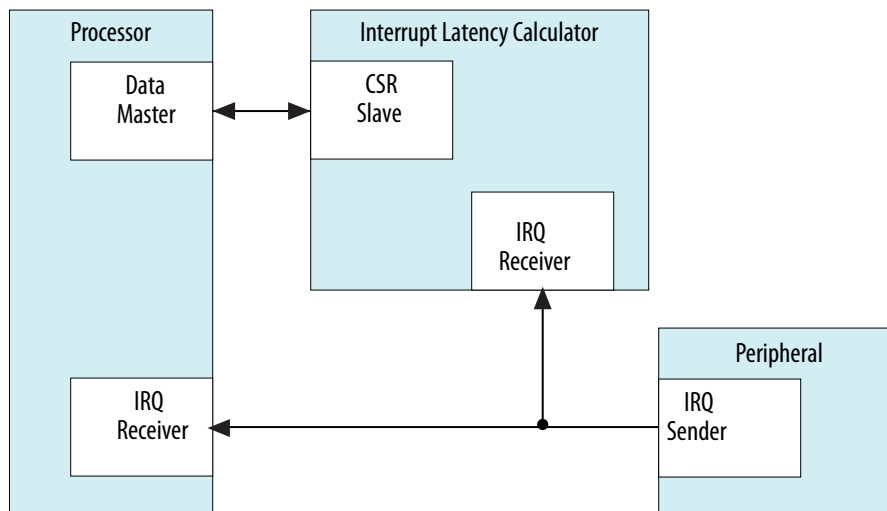 Processor
Interrupt Latency Calculator
Data
Master
CSR
Slave
IRQ
Receiver
Peripheral
IRQ
Receiver
IRQ
Sender